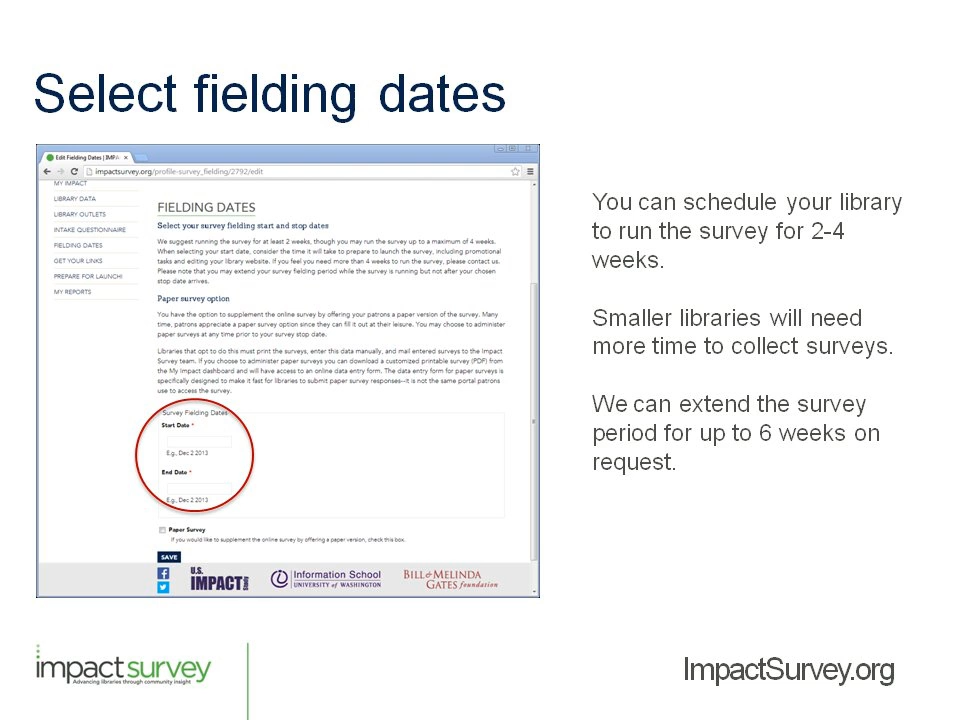 Select fielding dates
Edit Fielding Dates | IMPA
impactsurvey.org/profile-survey_fielding/2792/edit
MY IMPACT
LIBRARY DATA
LIBRARY OUTLETS
INTAKE QUESTIONNAIRE
FIELDING DATES
GET YOUR LINKS
PREPARE FOR LAUNCH!
MY REPORTS
FIELDING DATES
Select your survey fielding start and stop dates
We suggest running the survey for at least 2 weeks, though you may run the survey up to a maximum of 4 weeks.
When selecting your start date, consider the time it will take to prepare to launch the survey, including promotional
tasks and editing your library website. If you feel you need more than 4 weeks to run the survey, please contact us.
Please note that you may extend your survey fielding period while the survey is running but not after your chosen
stop date arrives.
Paper survey option
You have the option to supplement the online survey by offering your patrons a paper version of the survey. Many
time, patrons appreciate a paper survey option since they can fill it out at their leisure. You may choose to administer
paper surveys at any time prior to your survey stop date.
Libraries that opt to do this must print the surveys, enter this data manually, and mail entered surveys to the Impact
Survey team. If you choose to administer paper surveys you can download a customized printable survey (PDF) from
the My Impact dashboard and will have access to an online data entry form. The data entry form for paper surveys is
specifically designed to make it fast for libraries to submit paper survey responses--it is not the same portal patrons
use to access the survey.
Survey Fielding Dates
Start Date *
E.g., Dec 2 2013
End Date *
E.g., Dec 2 2013
Paper Survey
If you would like to supplement the online survey by offering a paper version, check this box.
SAVE
U.S.
IMPACT Study
Information School
UNIVERSITY OF WASHINGTON
BILL & MELINDA
GATES foundation
You can schedule your library
to run the survey for 2-4
weeks.
Smaller libraries will need
more time to collect surveys.
We can extend the survey
period for up to 6 weeks on
request.
impactsurvey
Advancing libraries through community insight
ImpactSurvey.org